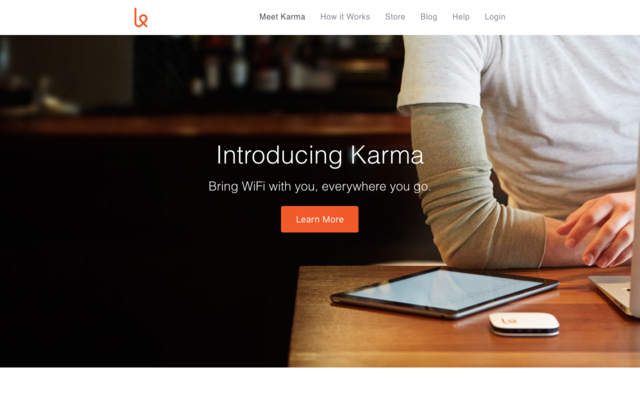 Meet Karma
How it Works
Store
Blog
Help
Login
Introducing Karma
Bring WiFi with you, everywhere you go.
Learn More